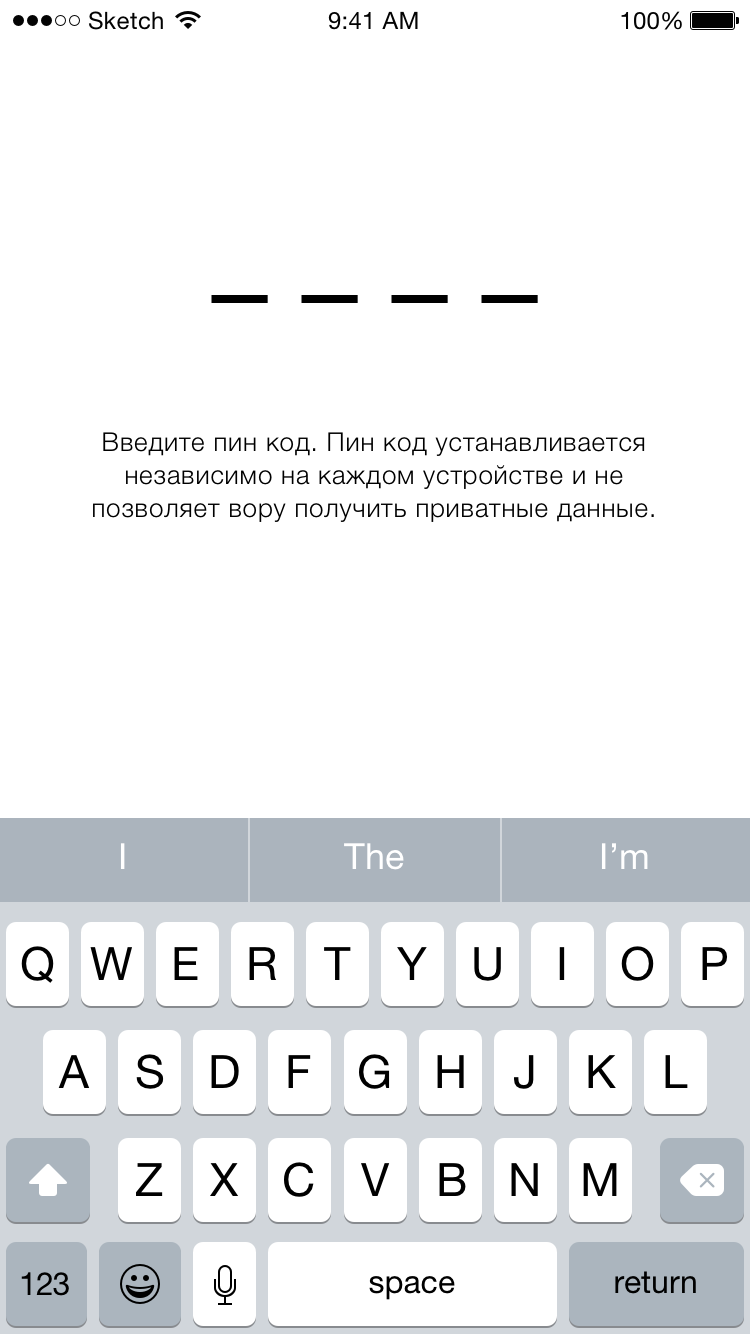 Sketch 9:41 AM 100%
Введите пин код. Пин код устанавливается
независимо на каждом устройстве и не
позволяет вору получить приватные данные.
I The I’m
Q W E R T Y U I O P
A S D F G H J K L
Z X C V B N M
123 space return